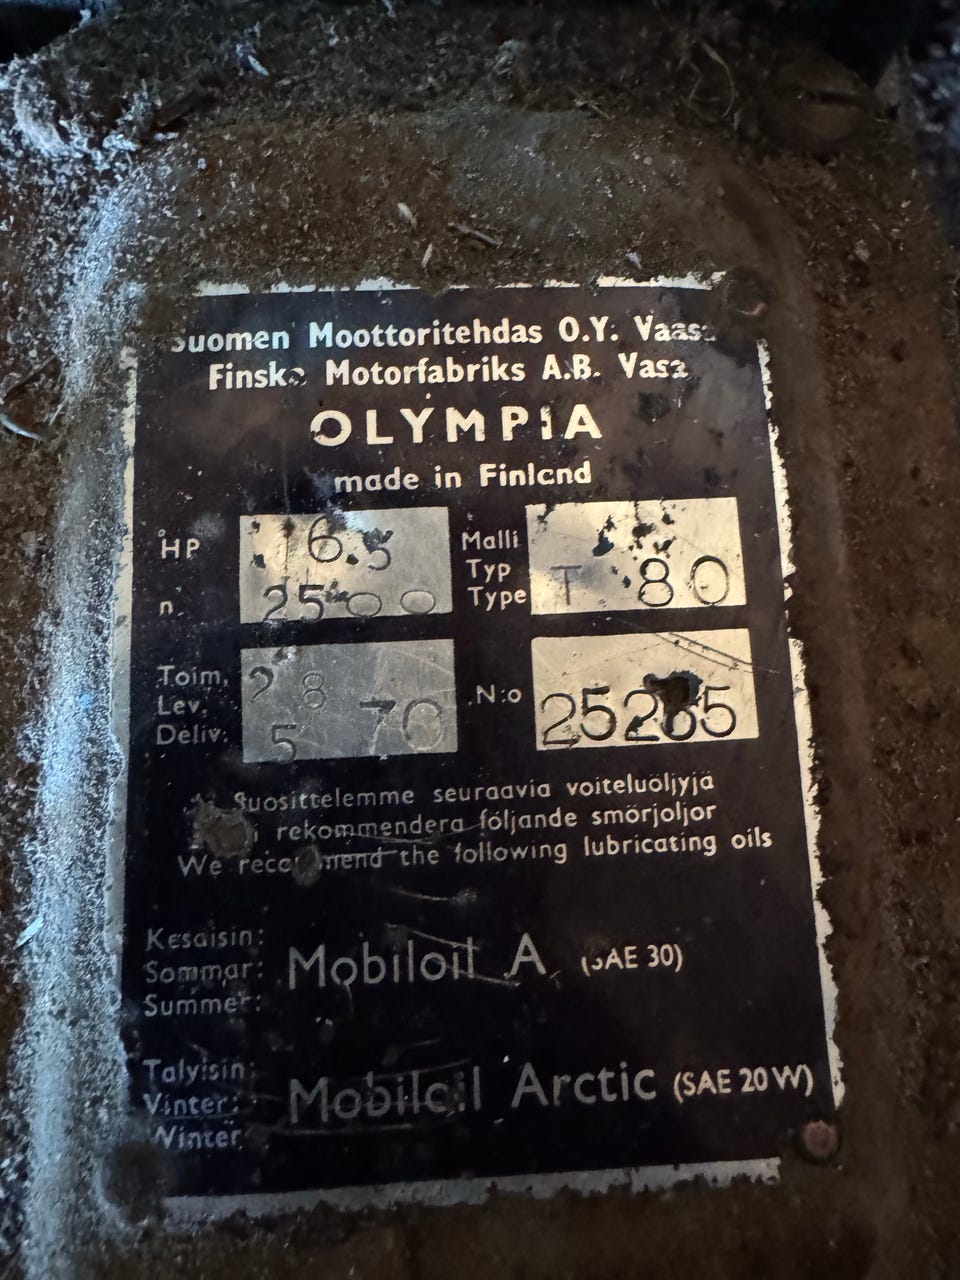 Suomen Moottoritehdas O.Y. Vaasa
Finska Motorfabriks A.B. Vasa
OLYMPIA
made in Finland
HP 6.5
n. 2500
Malli
Typ
Type T 80
Toim.
Lev.
Deliv.
28
5 70
N:o 25265
Suosittelemme seuraavia voiteluöljyjä
rekommendera följande smörjoljor
We recommend the following lubricating oils
Kesäisin:
Sommar:
Summer:
Mobiloil A (SAE 30)
Talvisin:
Vinter:
Winter
Mobiloil Arctic (SAE 20 W)